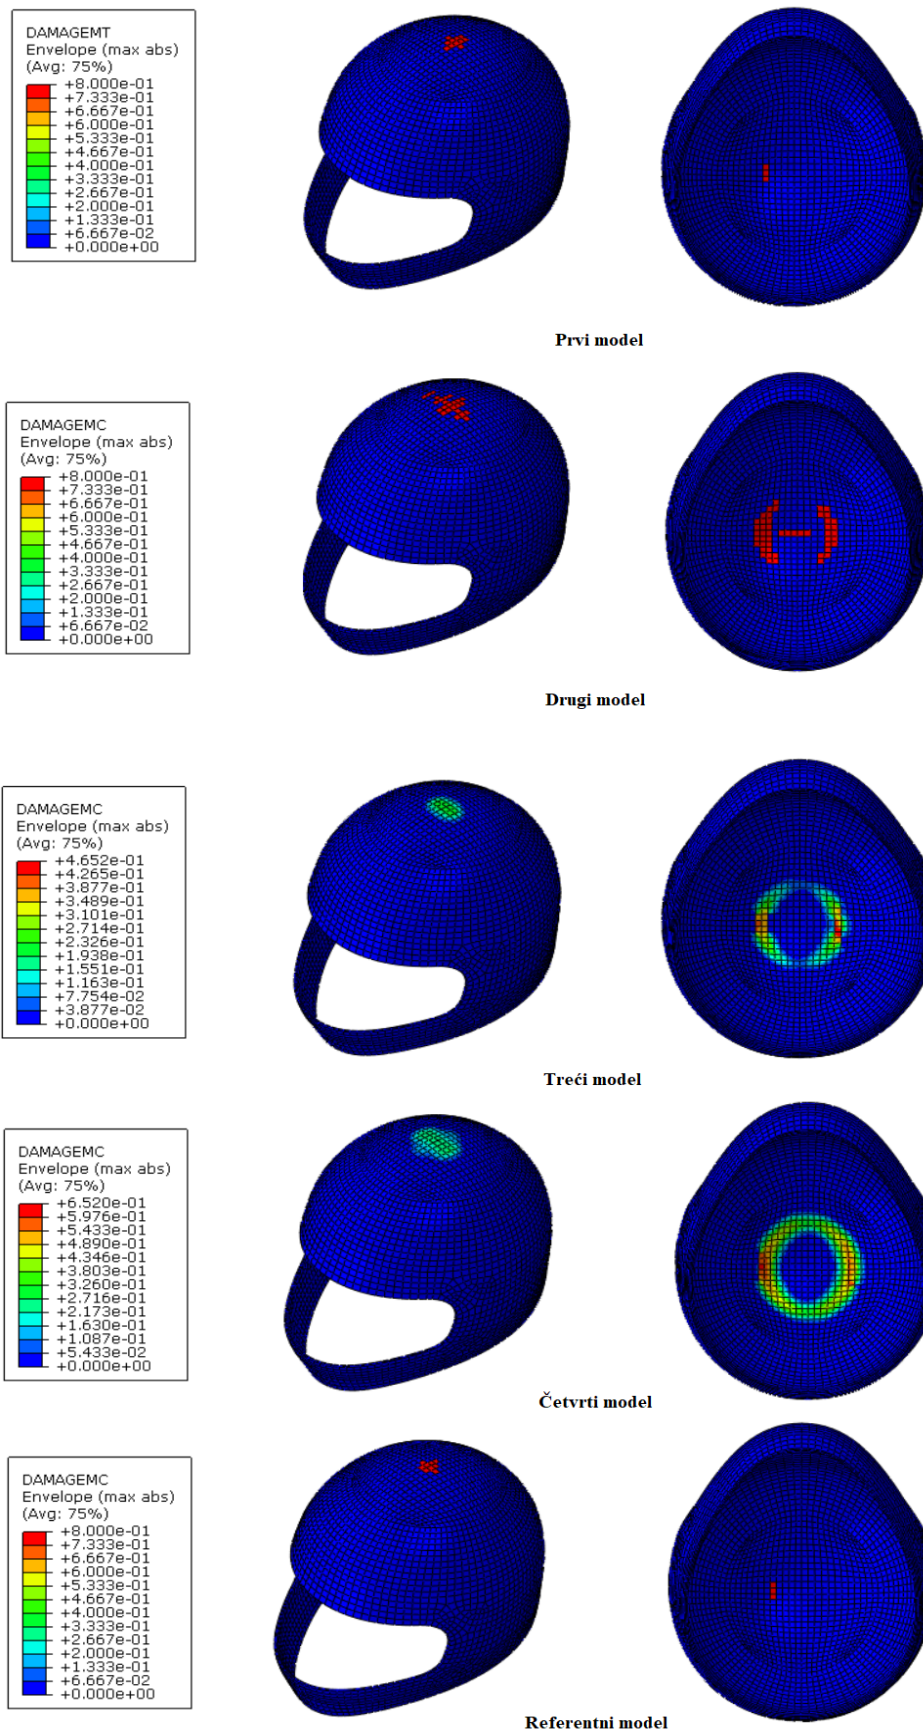 DAMAGEMT
Envelope (max abs)
(Avg: 75%)
+8.000e-01
+7.333e-01
+6.667e-01
+6.000e-01
+5.333e-01
+4.667e-01
+4.000e-01
+3.333e-01
+2.667e-01
+2.000e-01
+1.333e-01
+6.667e-02
+0.000e+00
Prvi model
DAMAGEMC
Envelope (max abs)
(Avg: 75%)
+8.000e-01
+7.333e-01
+6.667e-01
+6.000e-01
+5.333e-01
+4.667e-01
+4.000e-01
+3.333e-01
+2.667e-01
+2.000e-01
+1.333e-01
+6.667e-02
+0.000e+00
Drugi model
DAMAGEMC
Envelope (max abs)
(Avg: 75%)
+4.652e-01
+4.265e-01
+3.877e-01
+3.489e-01
+3.101e-01
+2.714e-01
+2.326e-01
+1.938e-01
+1.551e-01
+1.163e-01
+7.754e-02
+3.877e-02
+0.000e+00
Treći model
DAMAGEMC
Envelope (max abs)
(Avg: 75%)
+6.520e-01
+5.976e-01
+5.433e-01
+4.890e-01
+4.346e-01
+3.803e-01
+3.260e-01
+2.716e-01
+2.173e-01
+1.630e-01
+1.087e-01
+5.433e-02
+0.000e+00
Četvrti model
DAMAGEMC
Envelope (max abs)
(Avg: 75%)
+8.000e-01
+7.333e-01
+6.667e-01
+6.000e-01
+5.333e-01
+4.667e-01
+4.000e-01
+3.333e-01
+2.667e-01
+2.000e-01
+1.333e-01
+6.667e-02
+0.000e+00
Referentni model